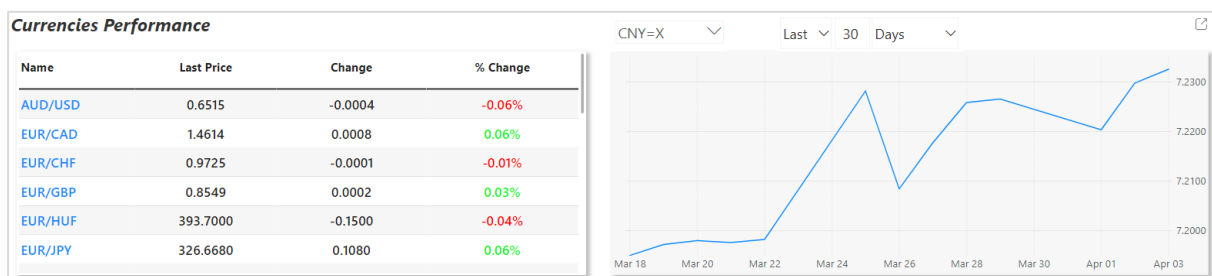 Currencies Performance
CNY=X Last 30 Days
Name Last Price Change % Change
AUD/USD 0.6515 -0.0004 -0.06%
EUR/CAD 1.4614 0.0008 0.06%
EUR/CHF 0.9725 -0.0001 -0.01%
EUR/GBP 0.8549 0.0002 0.03%
EUR/HUF 393.7000 -0.1500 -0.04%
EUR/JPY 326.6680 0.1080 0.06%
7.2300
7.2200
7.2100
7.2000
Mar 18 Mar 20 Mar 22 Mar 24 Mar 26 Mar 28 Mar 30 Apr 01 Apr 03